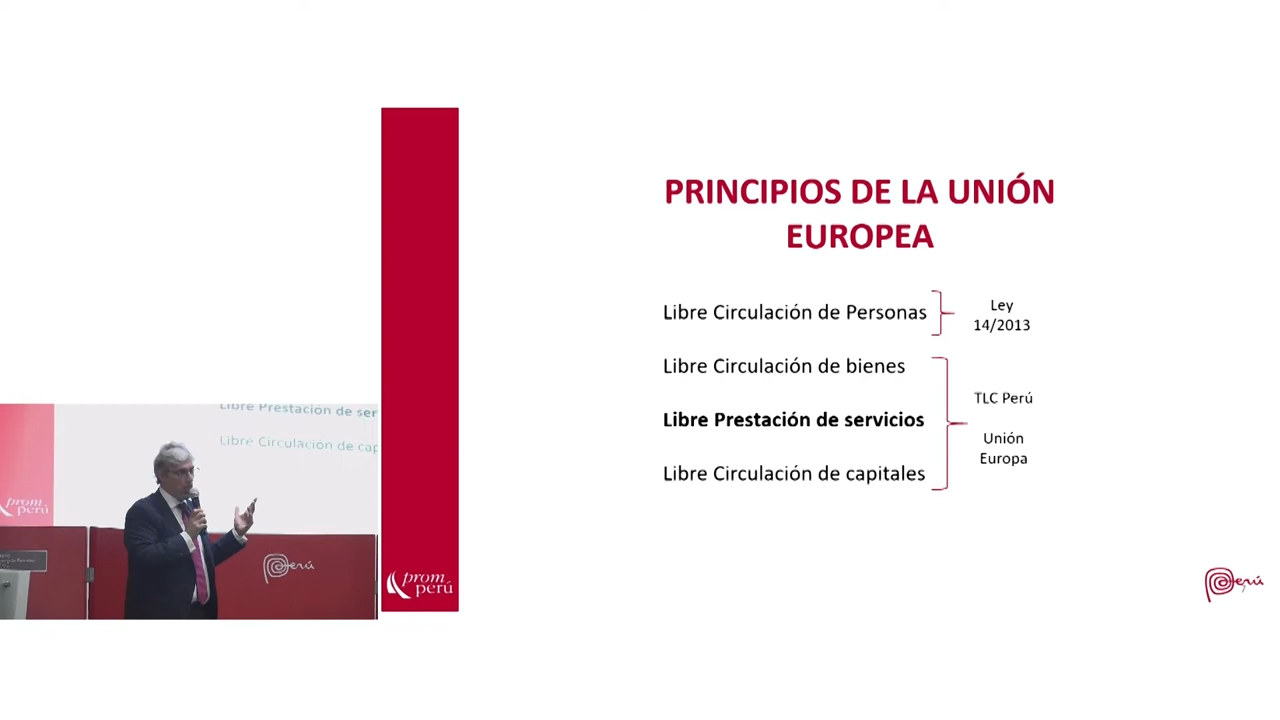 PRINCIPIOS DE LA UNIÓN
EUROPEA
Libre Circulación de Personas
Ley
14/2013
Libre Circulación de bienes
Libre Prestación de servicios
Libre Circulación de capitales
TLC Perú
Unión
Europa
Libre Prestación de ser
Libre Circulación de cap
prom
perú
Perú
prom
perú
Perú